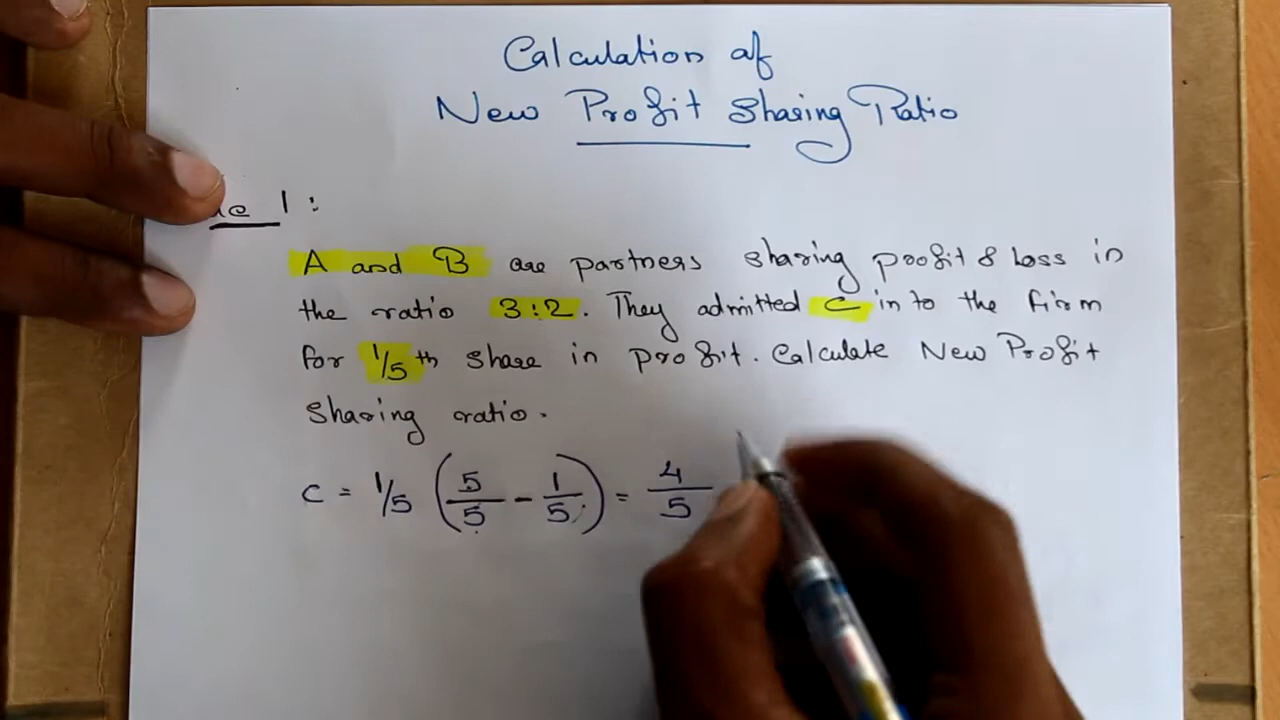 Calculation of
New Profit Sharing Ratio
1:
A and B are partners sharing profit & Loss in
the ratio 3:2. They admitted C in to the firm
for 1/5 th share in profit. Calculate New Profit
sharing ratio.
C = 1/5 (5/5 - 1/5) = 4/5